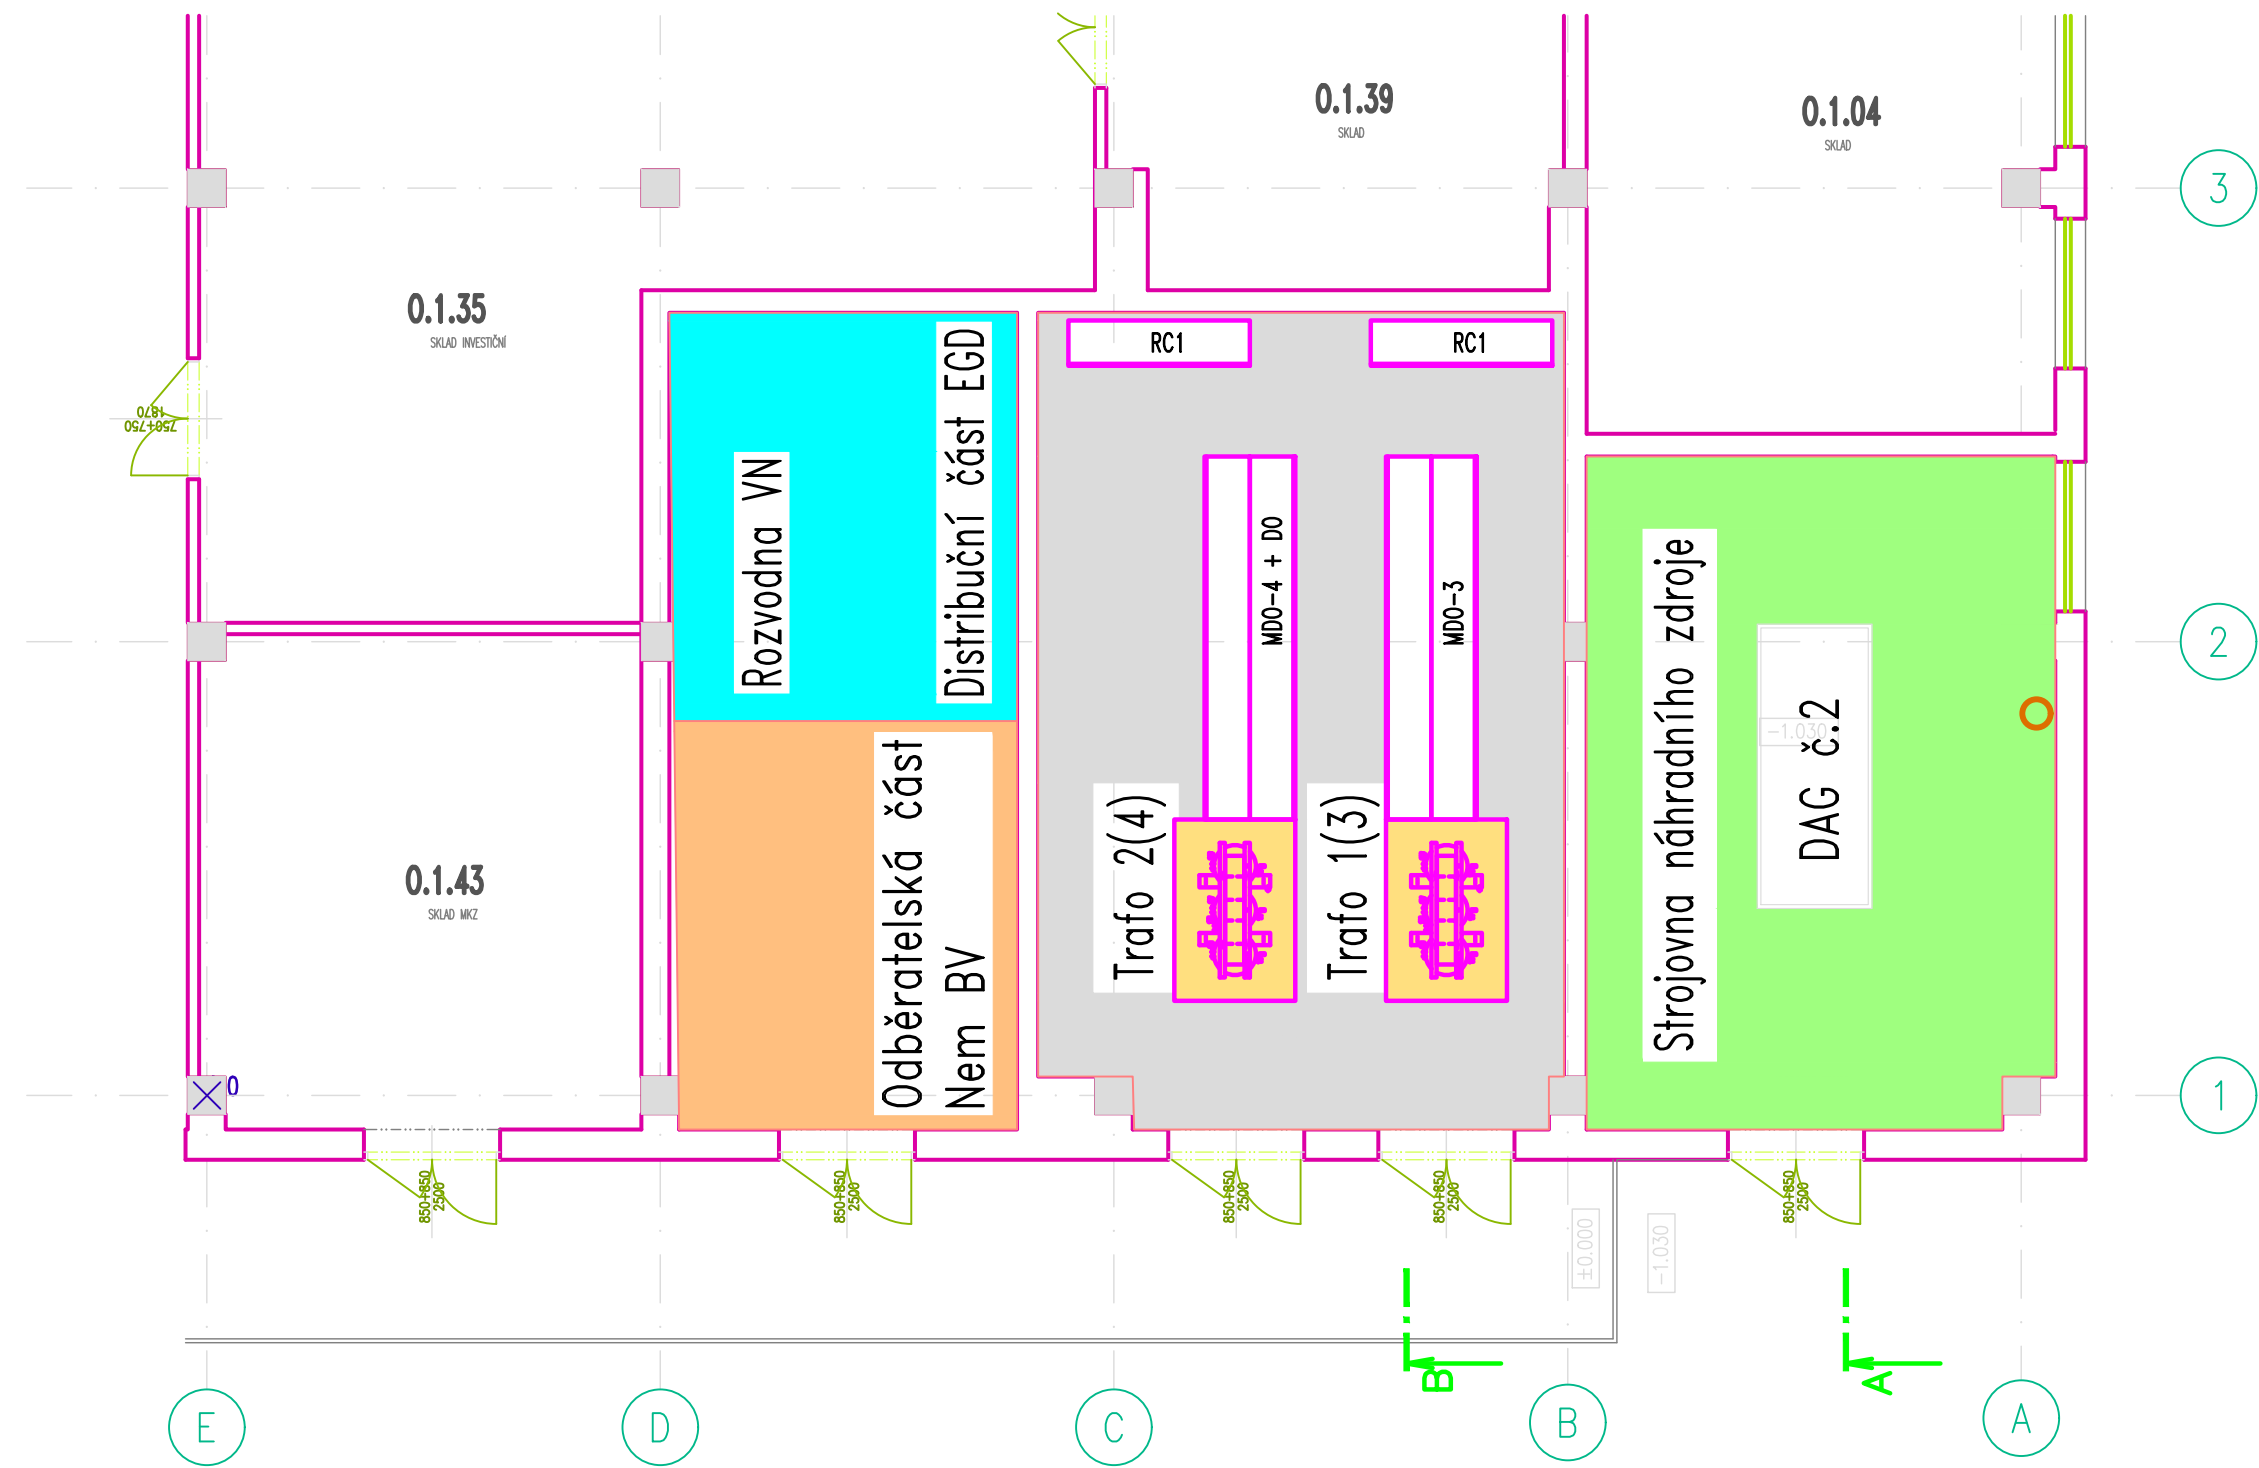 0.1.39
SKLAD
0.1.04
SKLAD
3
0.1.35
SKLAD INVESTIČNÍ
750+750
1870
Rozvodna VN
Distribuční část EGD
RC1
RC1
MDO-4 + DO
MDO-3
Strojovna náhradního zdroje
DAG č.2
-1.030
2
0.1.43
SKLAD MKZ
Odběratelská část
Nem BV
Trafo 2(4)
Trafo 1(3)
0
1
850+850
2500
850+850
2500
850+850
2500
850+850
2500
850+850
2500
±0.000
-1.030
B
A
E
D
C
B
A